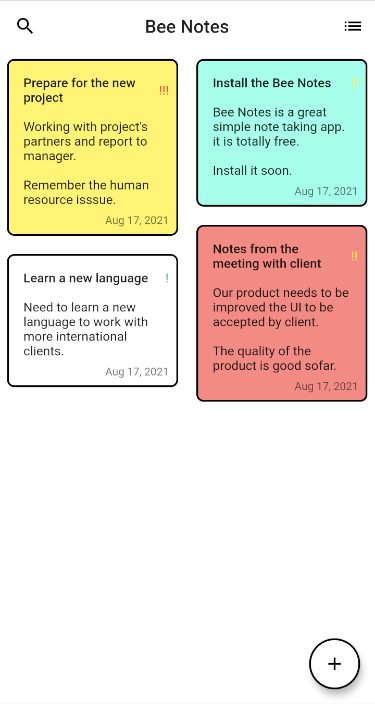 Bee Notes
Prepare for the new
project
!!!
Working with project's
partners and report to
manager.
Remember the human
resource isssue.
Aug 17, 2021
Install the Bee Notes
!!
Bee Notes is a great
simple note taking app.
it is totally free.
Install it soon.
Aug 17, 2021
Learn a new language
!
Need to learn a new
language to work with
more international
clients.
Aug 17, 2021
Notes from the
meeting with client
!!
Our product needs to be
improved the UI to be
accepted by client.
The quality of the
product is good sofar.
Aug 17, 2021